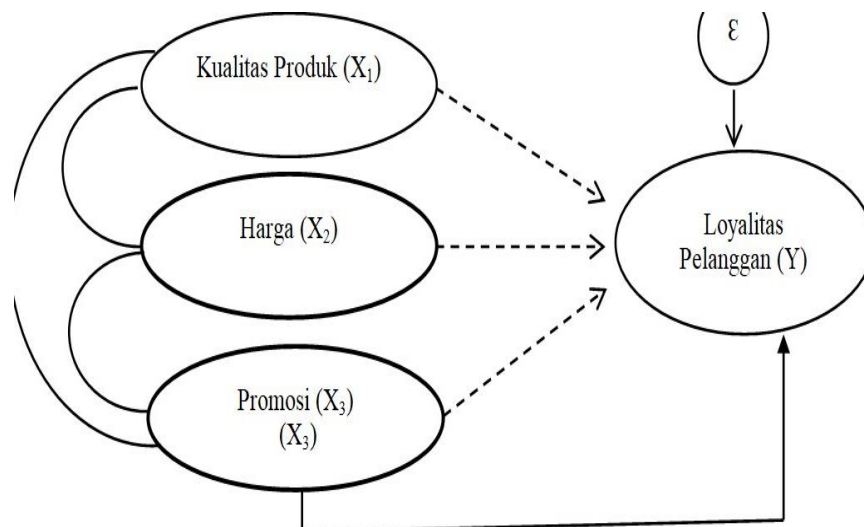 Kualitas Produk (X₁)
ε
Harga (X₂)
Loyalitas
Pelanggan (Y)
Promosi (X₃)
(X₃)